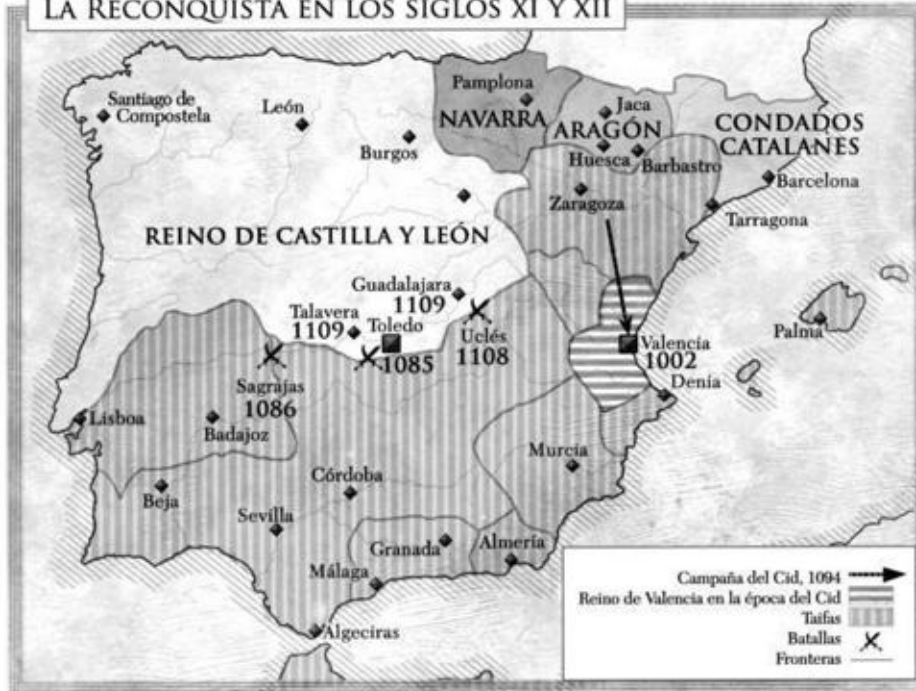 LA RECONQUISTA EN LOS SIGLOS XI Y XII
Santiago de
Compostela
León
Burgos
Pamplona
NAVARRA
Jaca
ARAGÓN
Huesca
Barbastro
CONDADOS
CATALANES
Barcelona
Zaragoza
Tarragona
REINO DE CASTILLA Y LEÓN
Guadalajara
1109
Talavera
1109
Toledo
1085
Uclés
1108
Sagrajas
1086
Valencia
1002
Palma
Denia
Lisboa
Badajoz
Murcia
Beja
Córdoba
Sevilla
Granada
Almería
Málaga
Algeciras
Campaña del Cid, 1094
Reino de Valencia en la época del Cid
Taifas
Batallas
Fronteras